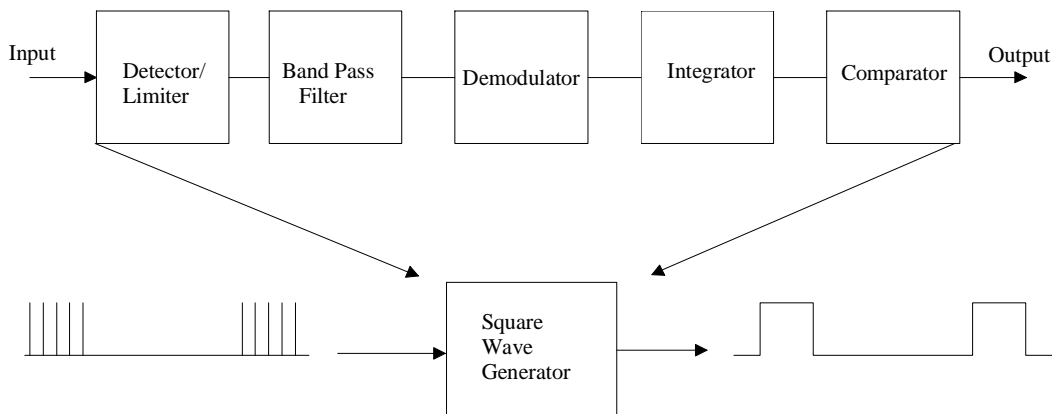 Input
Detector/
Limiter
Band Pass
Filter
Demodulator
Integrator
Comparator
Output
Square
Wave
Generator